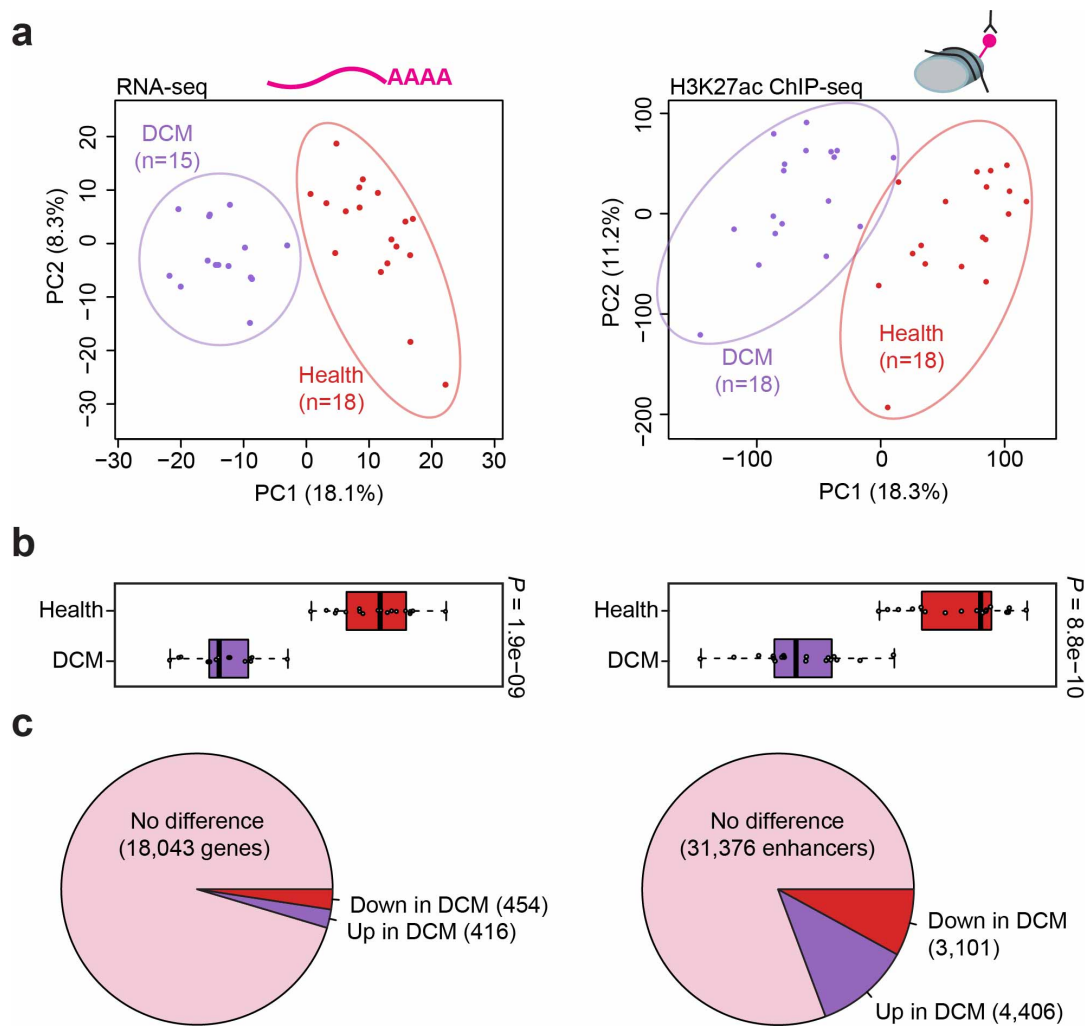 a
AAAA
RNA-seq
DCM
(n=15)
Health
(n=18)
PC2 (8.3%)
20
10
0
−10
−20
−30
−30
−20
−10
0
10
20
30
PC1 (18.1%)
H3K27ac ChIP-seq
DCM
(n=18)
Health
(n=18)
PC2 (11.2%)
100
0
−100
−200
−100
0
100
PC1 (18.3%)
b
Health
DCM
P = 1.9e−09
Health
DCM
P = 8.8e−10
c
No difference
(18,043 genes)
Down in DCM (454)
Up in DCM (416)
No difference
(31,376 enhancers)
Down in DCM
(3,101)
Up in DCM (4,406)